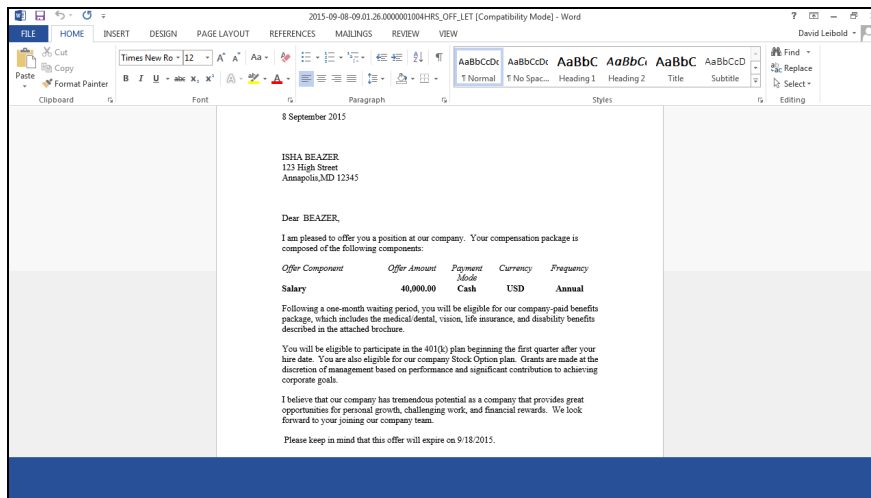 2015-09-08-09.01.26.0000001004HRS_OFF_LET [Compatibility Mode] - Word
FILE HOME INSERT DESIGN PAGE LAYOUT REFERENCES MAILINGS REVIEW VIEW
David Leibold
Paste
Cut
Copy
Format Painter
Clipboard
Times New Ro 12
Font
Paragraph
AaBbCcDc AaBbCcDc AaBbC AaBbCc AaBbC AaBbCcD
¶ Normal ¶ No Spac... Heading 1 Heading 2 Title Subtitle
Styles
Find
Replace
Select
Editing
8 September 2015
ISHA BEAZER
123 High Street
Annapolis,MD 12345
Dear BEAZER,
I am pleased to offer you a position at our company. Your compensation package is
composed of the following components:
Offer Component Offer Amount Payment Mode Currency Frequency
Salary 40,000.00 Cash USD Annual
Following a one-month waiting period, you will be eligible for our company-paid benefits
package, which includes the medical/dental, vision, life insurance, and disability benefits
described in the attached brochure.
You will be eligible to participate in the 401(k) plan beginning the first quarter after your
hire date. You are also eligible for our company Stock Option plan. Grants are made at the
discretion of management based on performance and significant contribution to achieving
corporate goals.
I believe that our company has tremendous potential as a company that provides great
opportunities for personal growth, challenging work, and financial rewards. We look
forward to your joining our company team.
Please keep in mind that this offer will expire on 9/18/2015.